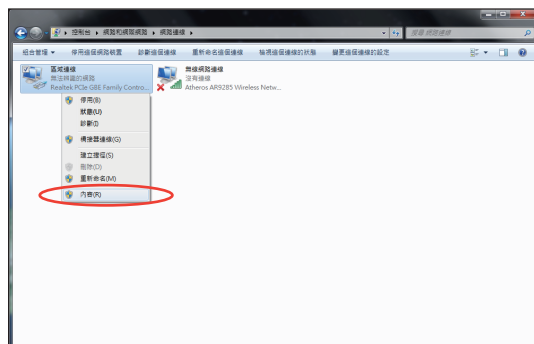 控制台 ▸ 網路和網際網路 ▸ 網路連線 ▸
搜尋 網路連線
組合管理 ▾ 停用這個網路裝置 診斷這個連線 重新命名這個連線 檢視這個連線的狀態 變更這個連線的設定
區域連線
無法辨識的網路
Realtek PCIe GBE Family Contro...
無線網路連線
沒有連線
Atheros AR9285 Wireless Netw...
停用(B)
狀態(U)
診斷(I)
橋接器連線(G)
建立捷徑(S)
刪除(D)
重新命名(M)
內容(R)